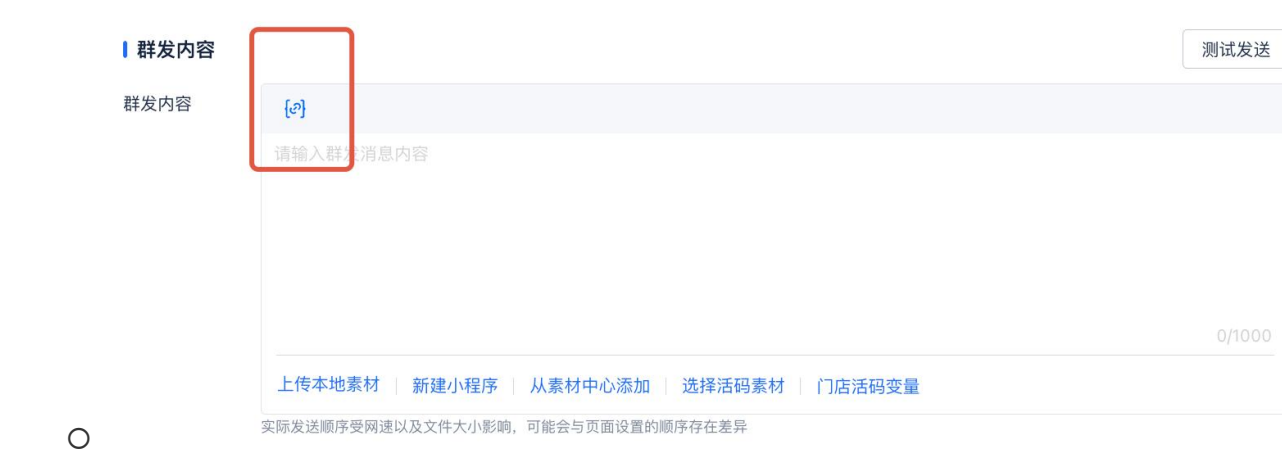 群发内容
测试发送
群发内容
请输入群发消息内容
0/1000
上传本地素材 新建小程序 从素材中心添加 选择活码素材 门店活码变量
实际发送顺序受网速以及文件大小影响，可能会与页面设置的顺序存在差异